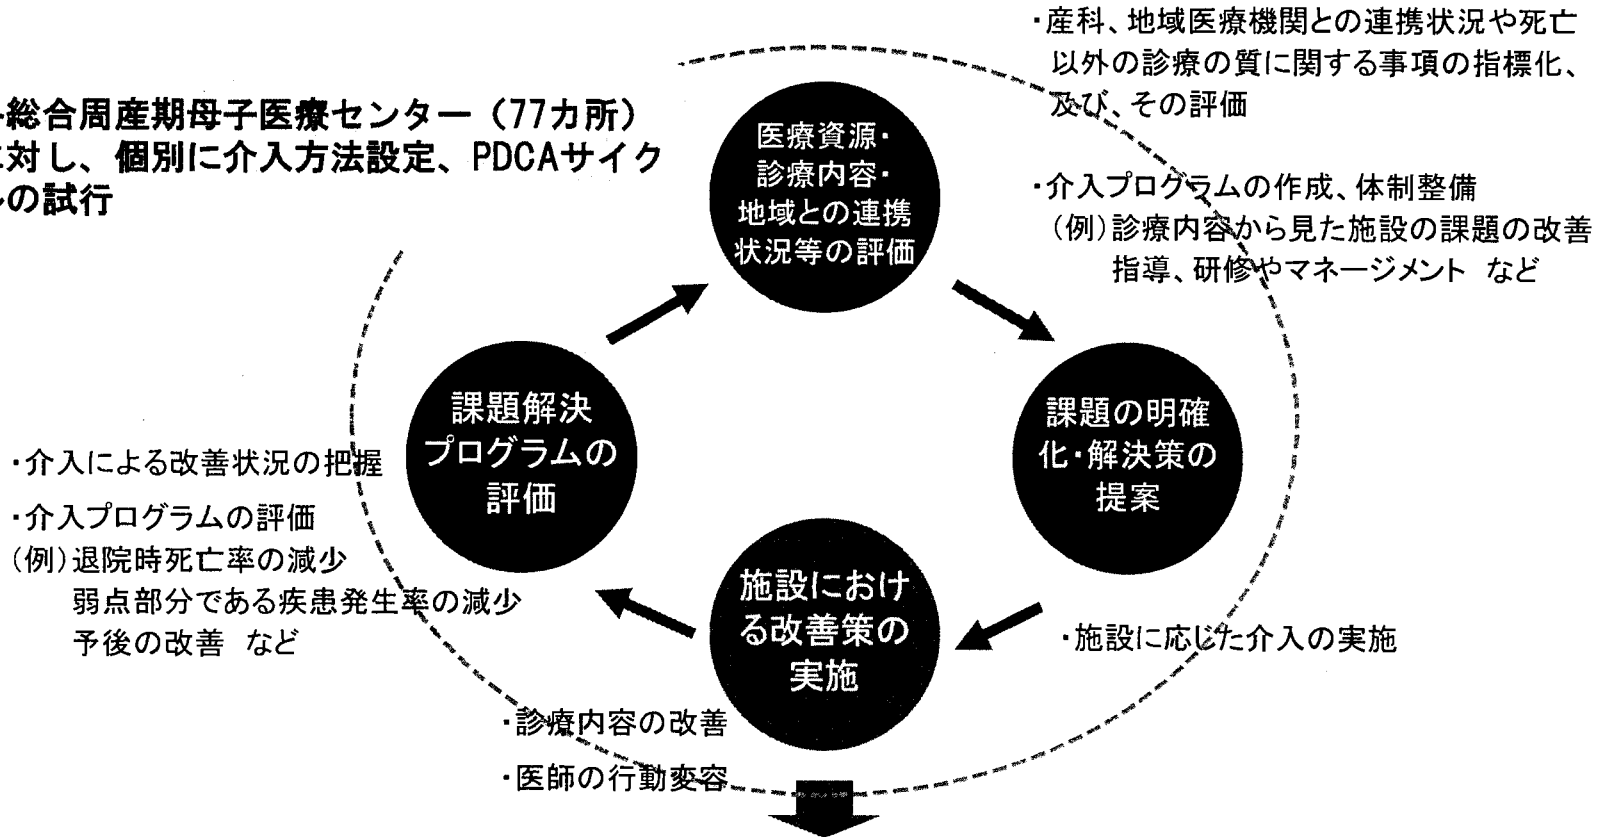 総合周産期母子医療センター（77カ所）
対し、個別に介入方法設定、PDCAサイク
の試行
・産科、地域医療機関との連携状況や死亡
以外の診療の質に関する事項の指標化、
及び、その評価
・介入プログラムの作成、体制整備
（例）診療内容から見た施設の課題の改善
指導、研修やマネージメント など
医療資源・
診療内容・
地域との連携
状況等の評価
課題の明確
化・解決策の
提案
・施設に応じた介入の実施
施設におけ
る改善策の
実施
・診療内容の改善
・医師の行動変容
課題解決
プログラムの
評価
・介入による改善状況の把握
・介入プログラムの評価
（例）退院時死亡率の減少
弱点部分である疾患発生率の減少
予後の改善 など